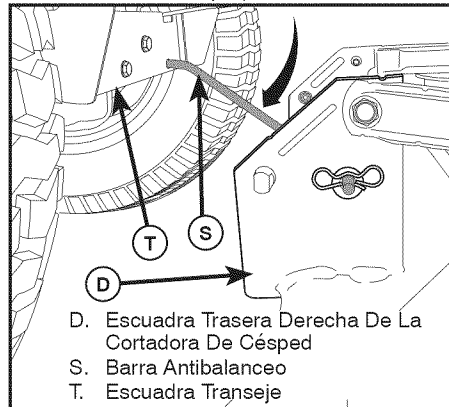 T
S
D
D. Escuadra Trasera Derecha De La
Cortadora De Césped
S. Barra Antibalanceo
T. Escuadra Transeje